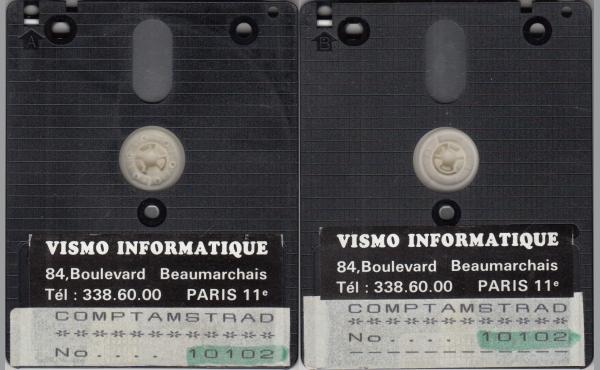 A
VISMO INFORMATIQUE
84,Boulevard Beaumarchais
Tél : 338.60.00 PARIS 11e
COMPTAMSTRAD
************
No.... 10102
B
VISMO INFORMATIQUE
84,Boulevard Beaumarchais
Tél : 338.60.00 PARIS 11e
COMPTAMSTRAD
************
No.... 10102
------------